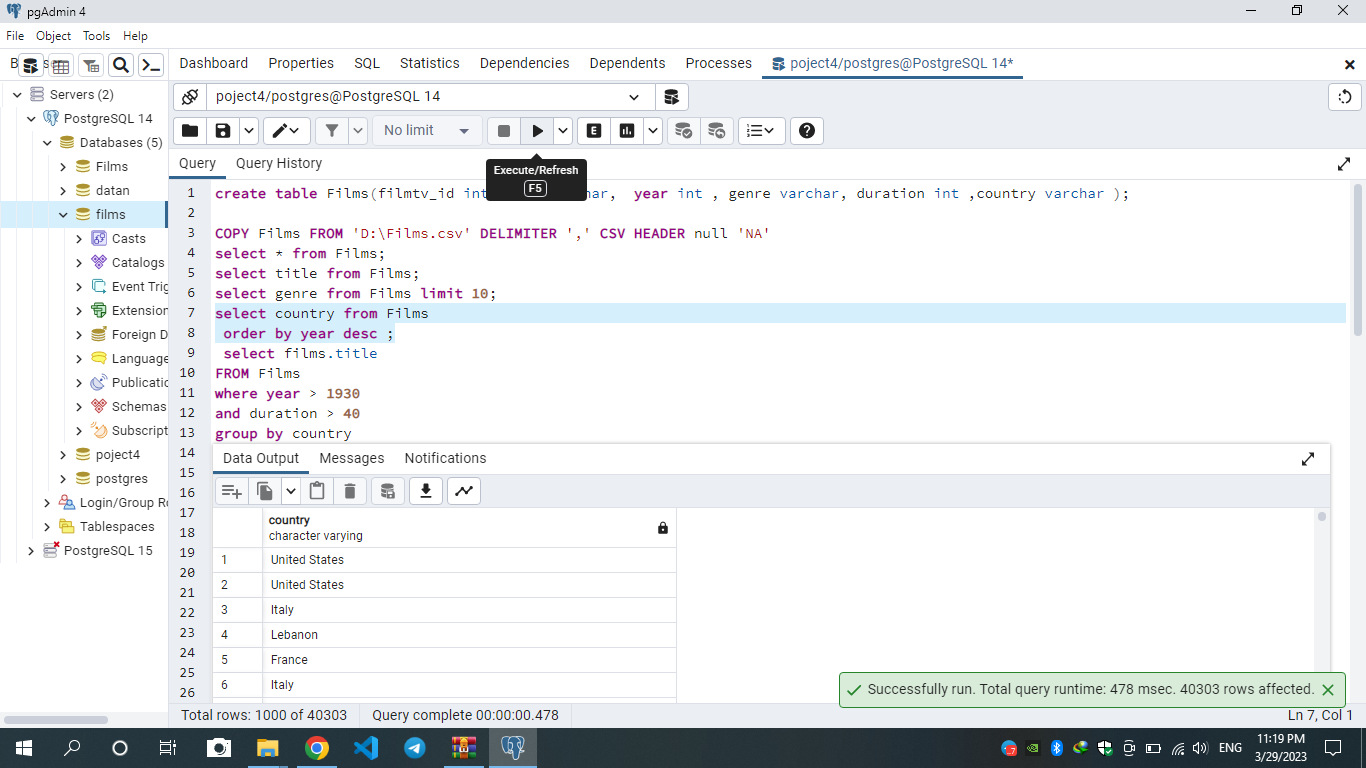 pgAdmin 4
File Object Tools Help
Dashboard Properties SQL Statistics Dependencies Dependents Processes poject4/postgres@PostgreSQL 14*
Servers (2)
PostgreSQL 14
Databases (5)
Films
datan
films
Casts
Catalogs
Event Trig
Extension
Foreign D
Language
Publicatio
Schemas
Subscript
poject4
postgres
Login/Group Ro
Tablespaces
PostgreSQL 15
poject4/postgres@PostgreSQL 14
No limit
E
Query Query History
Execute/Refresh
F5
1 create table Films(filmtv_id int har, year int , genre varchar, duration int ,country varchar );
2
3 COPY Films FROM 'D:\Films.csv' DELIMITER ',' CSV HEADER null 'NA'
4 select * from Films;
5 select title from Films;
6 select genre from Films limit 10;
7 select country from Films
8 order by year desc ;
9 select films.title
10 FROM Films
11 where year > 1930
12 and duration > 40
13 group by country
14
15
16
17
18
19
20
21
22
23
24
25
26
Data Output Messages Notifications
country
character varying
1 United States
2 United States
3 Italy
4 Lebanon
5 France
6 Italy
Successfully run. Total query runtime: 478 msec. 40303 rows affected.
Total rows: 1000 of 40303 Query complete 00:00:00.478 Ln 7, Col 1
ENG 11:19 PM
3/29/2023